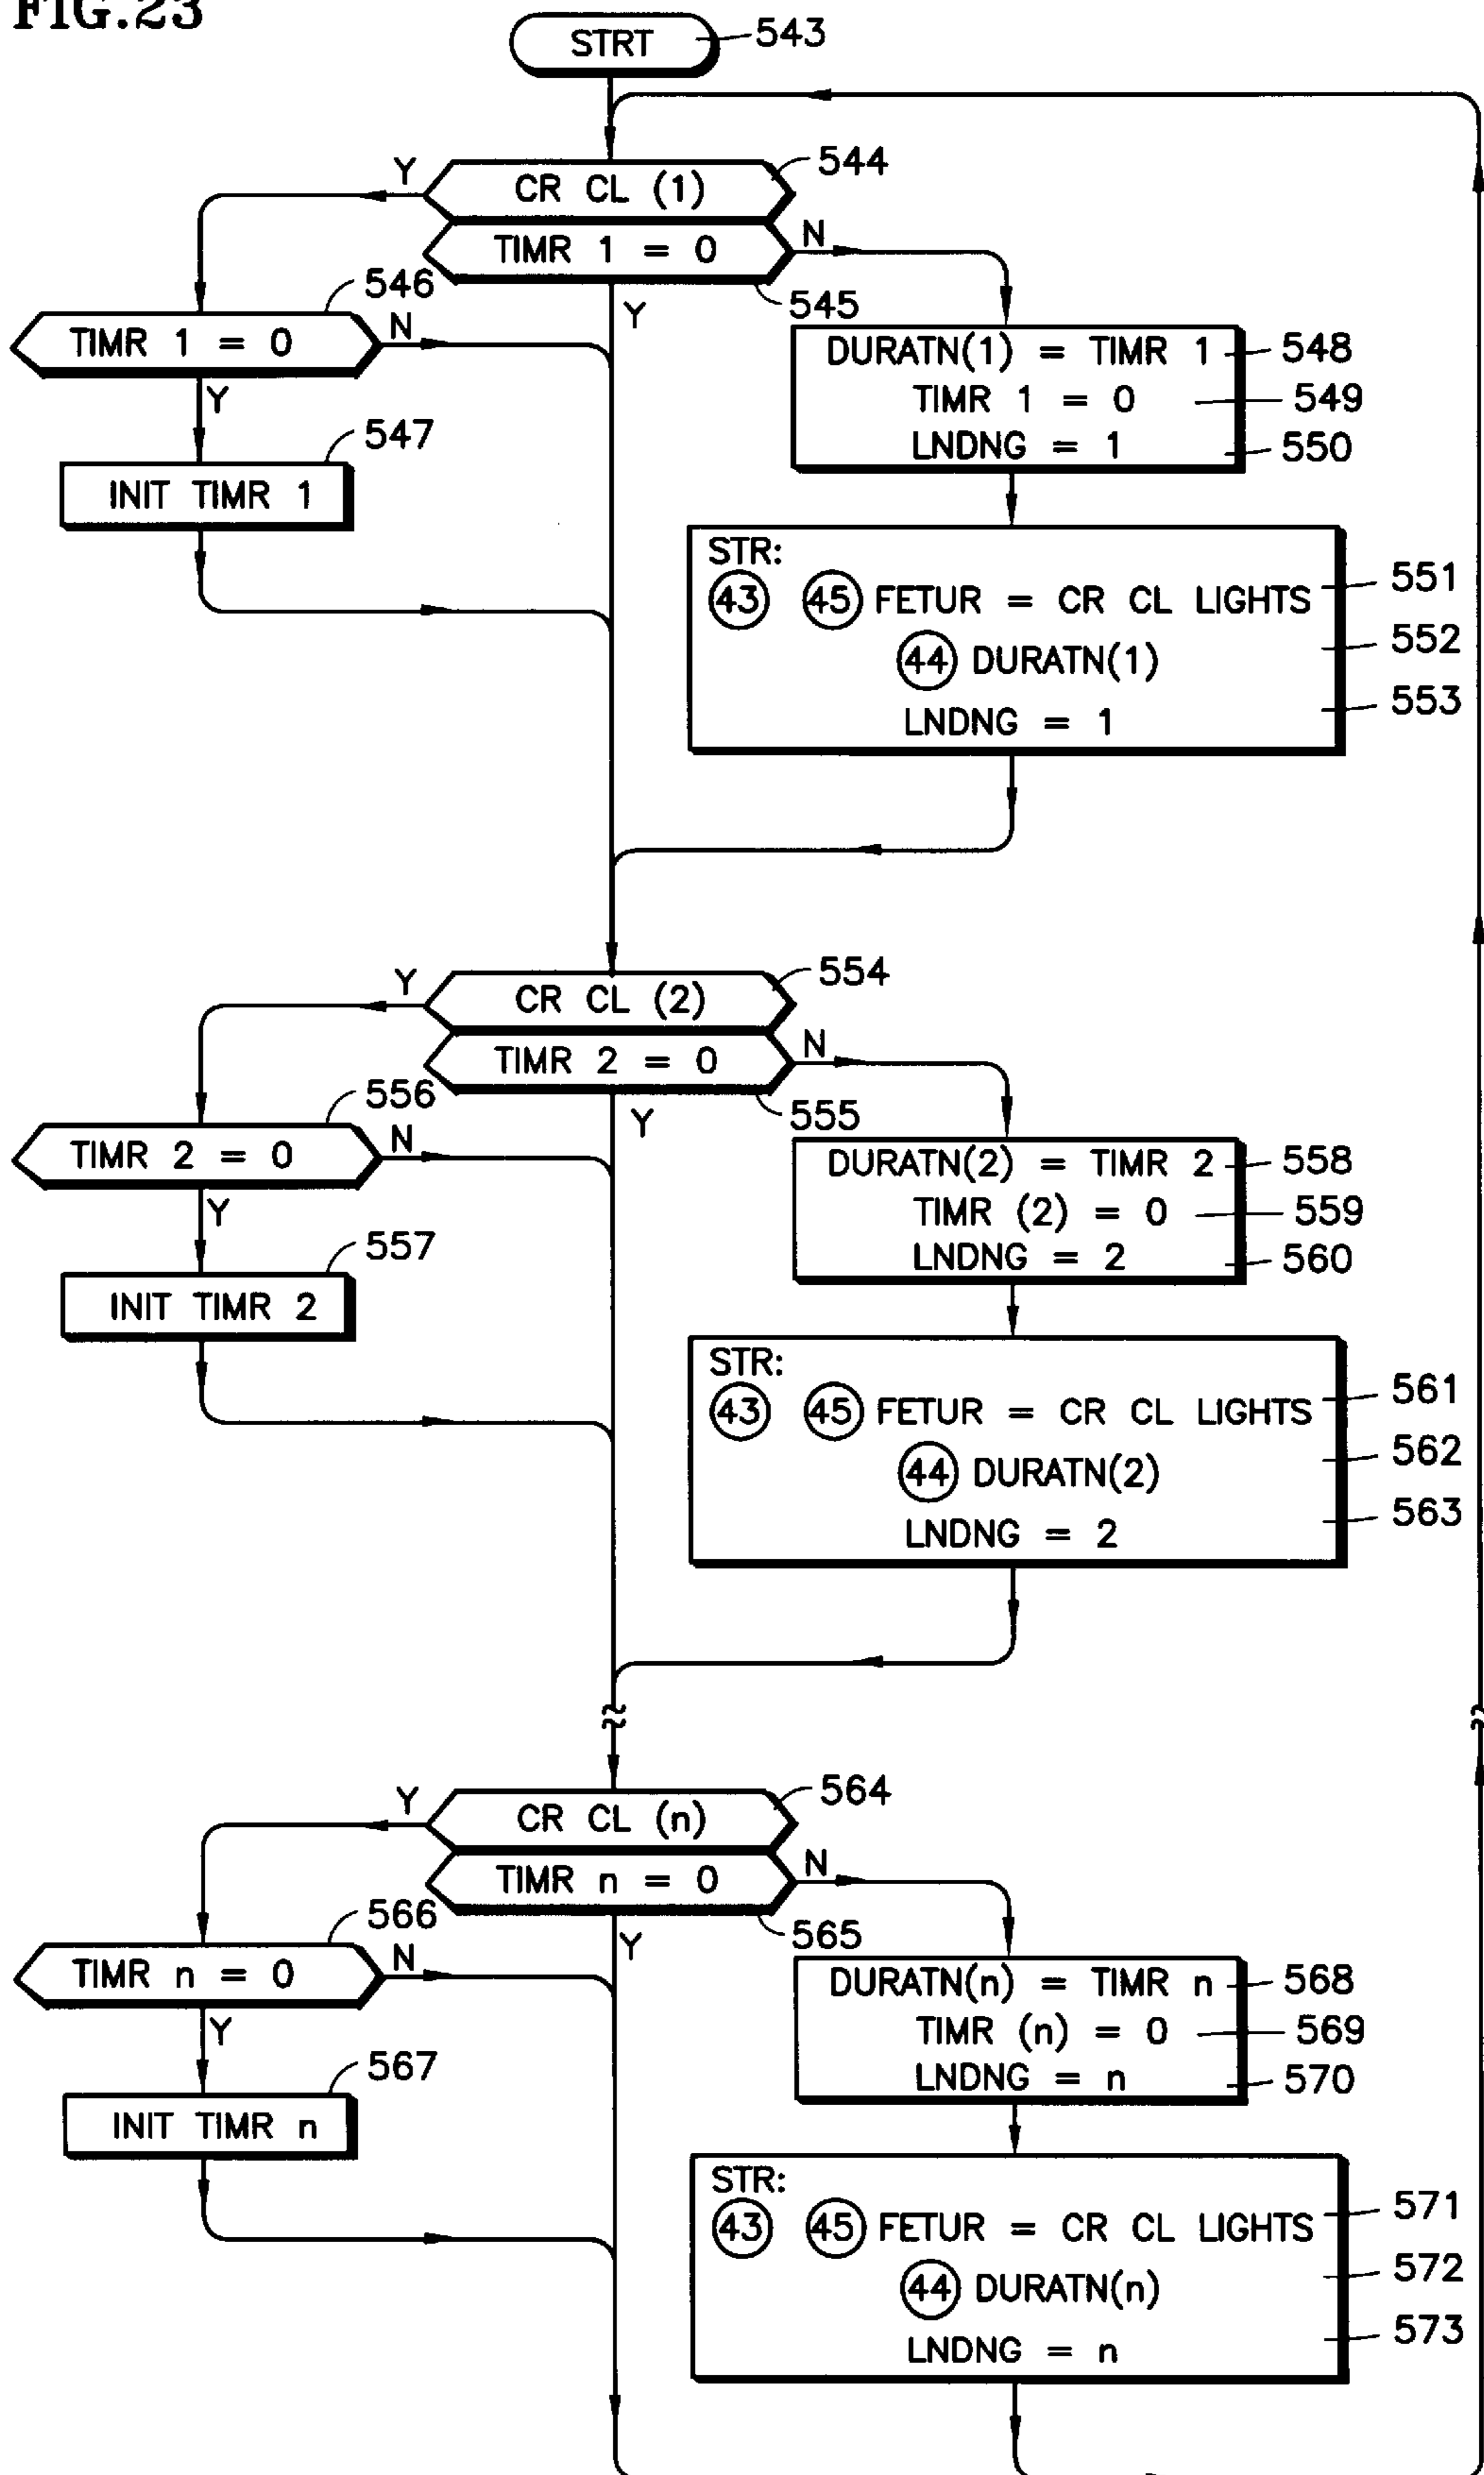 FIG.23
STRT 543
Y CR CL (1) 544
TIMR 1 = 0 N
545
Y
546
TIMR 1 = 0 N
Y
547
INIT TIMR 1
DURATN(1) = TIMR 1 548
TIMR 1 = 0 549
LNDNG = 1 550
STR:
43 45 FETUR = CR CL LIGHTS 551
44 DURATN(1) 552
LNDNG = 1 553
Y CR CL (2) 554
TIMR 2 = 0 N
555
Y
556
TIMR 2 = 0 N
Y
557
INIT TIMR 2
DURATN(2) = TIMR 2 558
TIMR (2) = 0 559
LNDNG = 2 560
STR:
43 45 FETUR = CR CL LIGHTS 561
44 DURATN(2) 562
LNDNG = 2 563
Y CR CL (n) 564
TIMR n = 0 N
565
Y
566
TIMR n = 0 N
Y
567
INIT TIMR n
DURATN(n) = TIMR n 568
TIMR (n) = 0 569
LNDNG = n 570
STR:
43 45 FETUR = CR CL LIGHTS 571
44 DURATN(n) 572
LNDNG = n 573